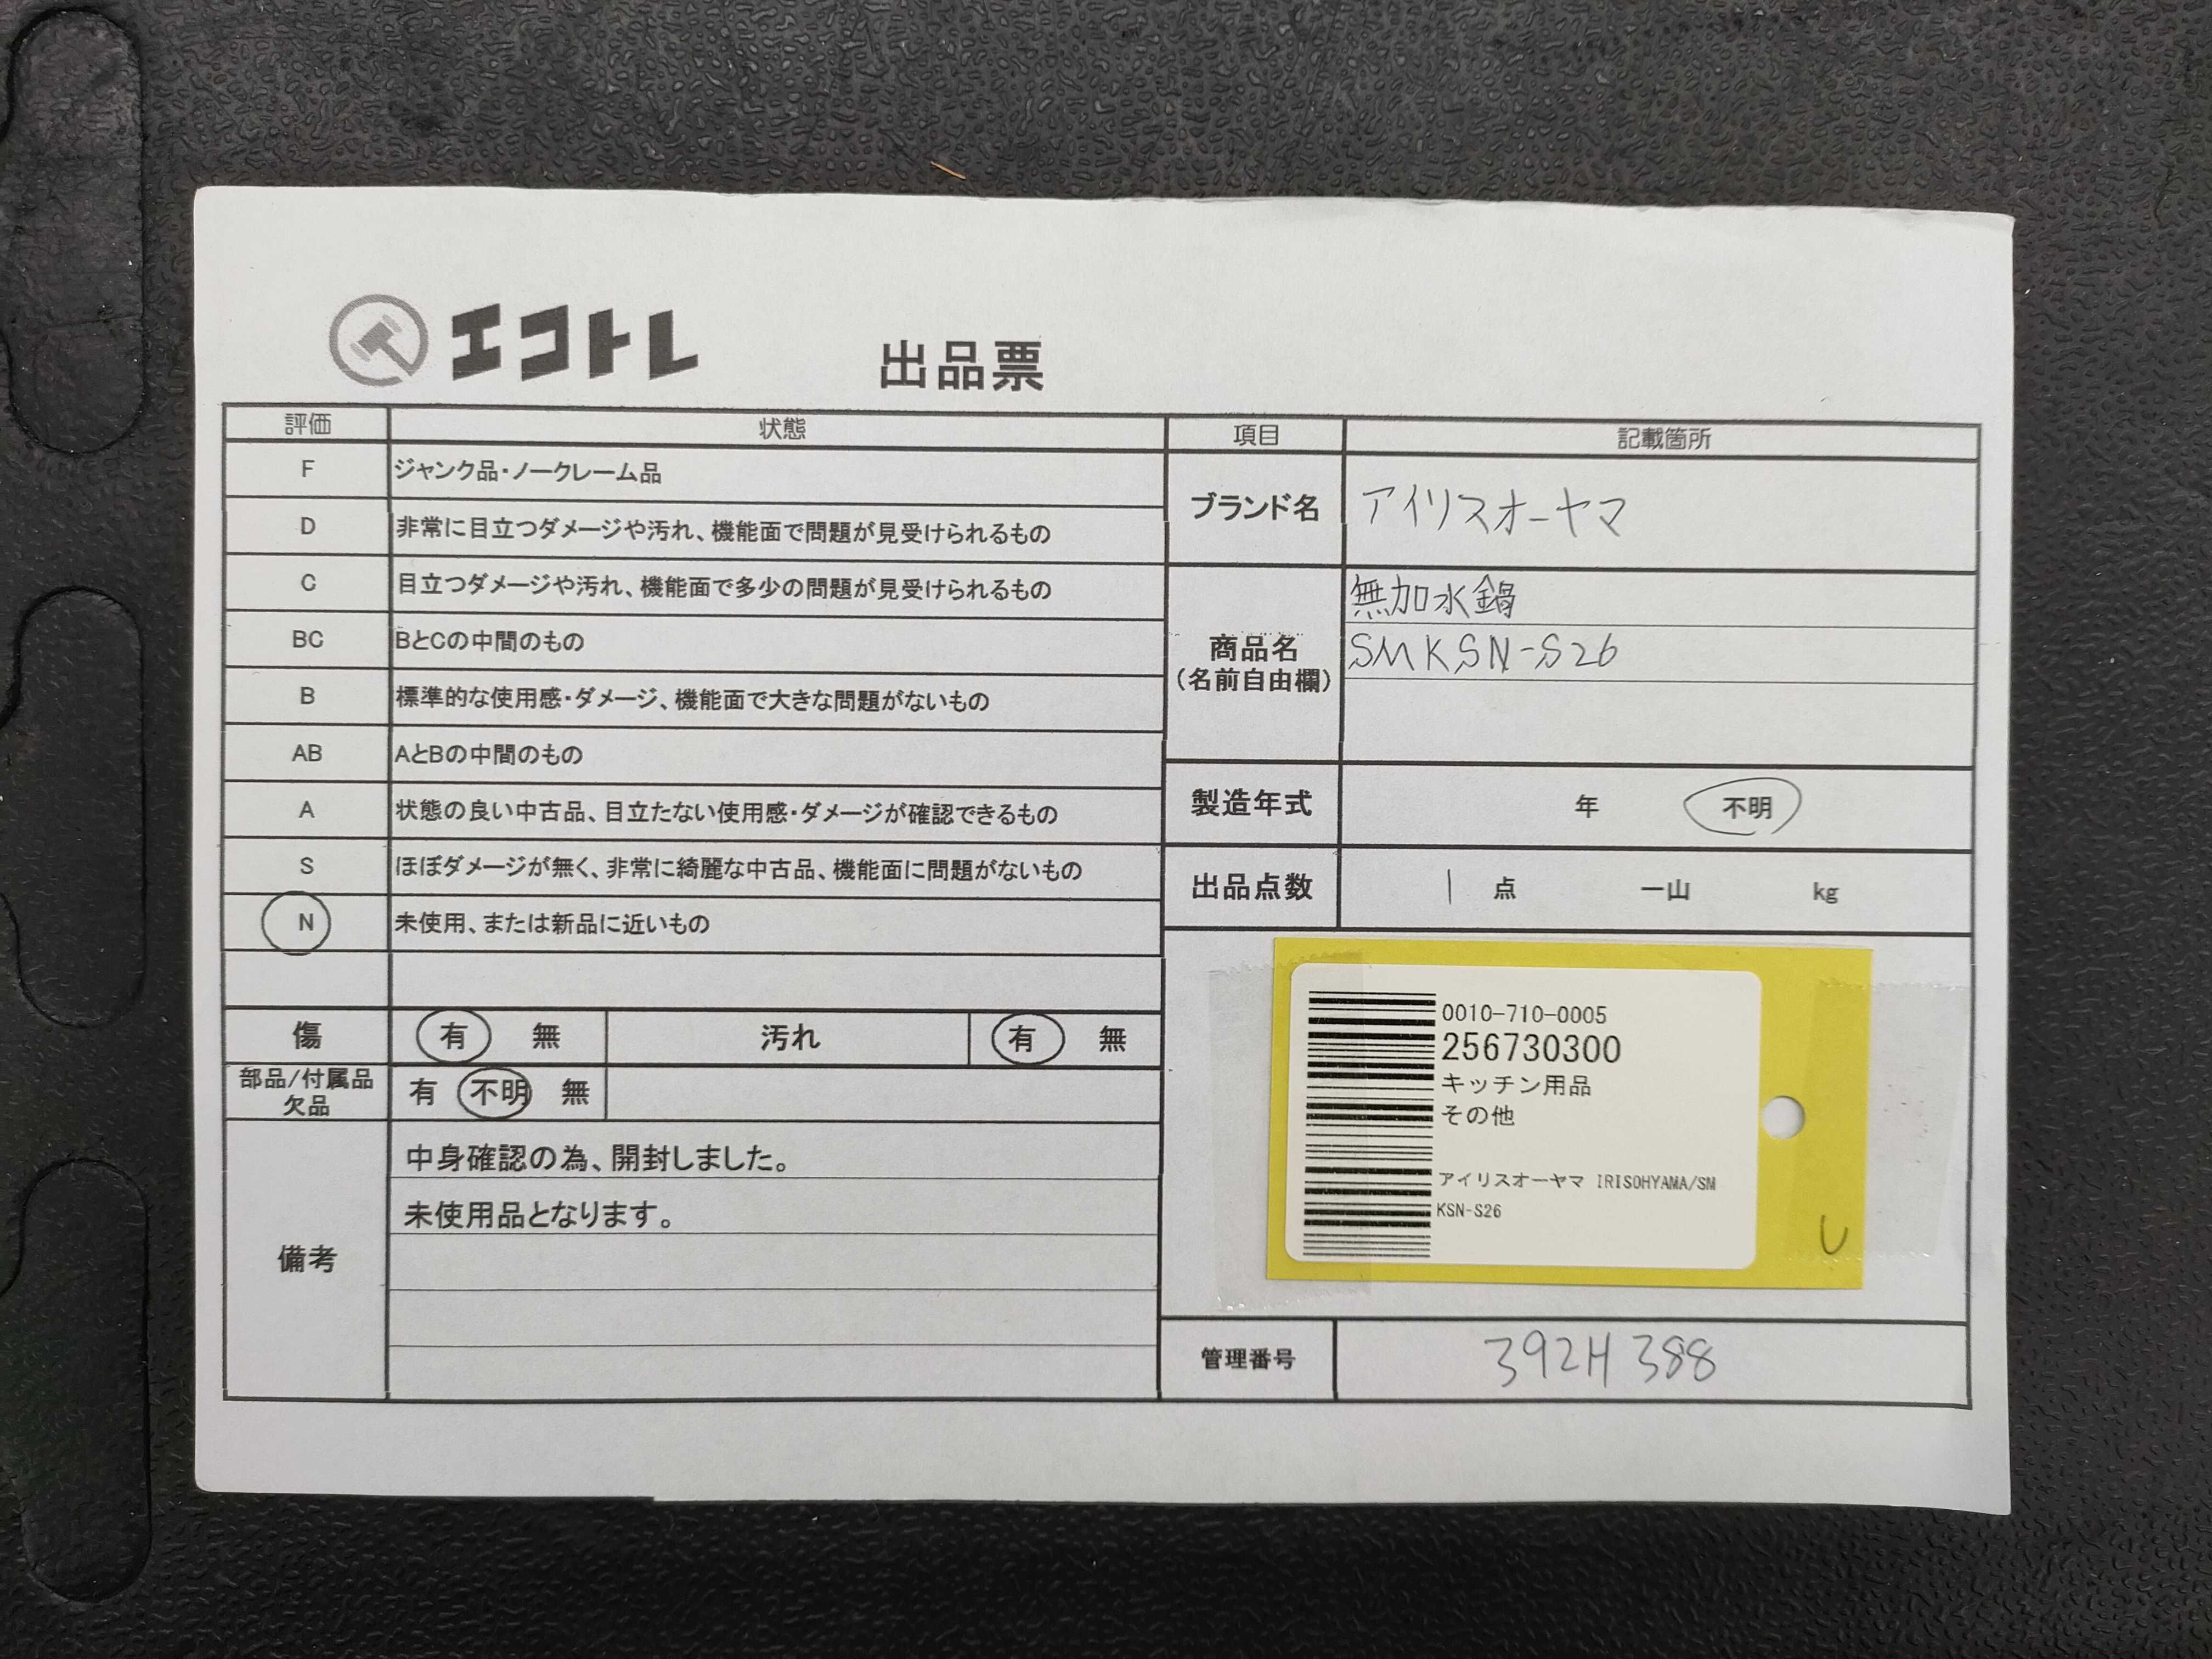 エコトレ
出品票
評価 状態
F ジャンク品・ノークレーム品
D 非常に目立つダメージや汚れ、機能面で問題が見受けられるもの
C 目立つダメージや汚れ、機能面で多少の問題が見受けられるもの
BC BとCの中間のもの
B 標準的な使用感・ダメージ、機能面で大きな問題がないもの
AB AとBの中間のもの
A 状態の良い中古品、目立たない使用感・ダメージが確認できるもの
S ほぼダメージが無く、非常に綺麗な中古品、機能面に問題がないもの
N 未使用、または新品に近いもの
傷 有 無 汚れ 有 無
部品/付属品
欠品
有 不明 無
備考
中身確認の為、開封しました。
未使用品となります。
項目 記載箇所
ブランド名 アイリスオーヤマ
商品名
(名前自由欄)
無加水鍋
SMKSN-S26
製造年式 年 不明
出品点数 1 点 一山 kg
0010-710-0005
256730300
キッチン用品
その他
アイリスオーヤマ IRISOHYAMA/SM
KSN-S26
U
管理番号 392H388